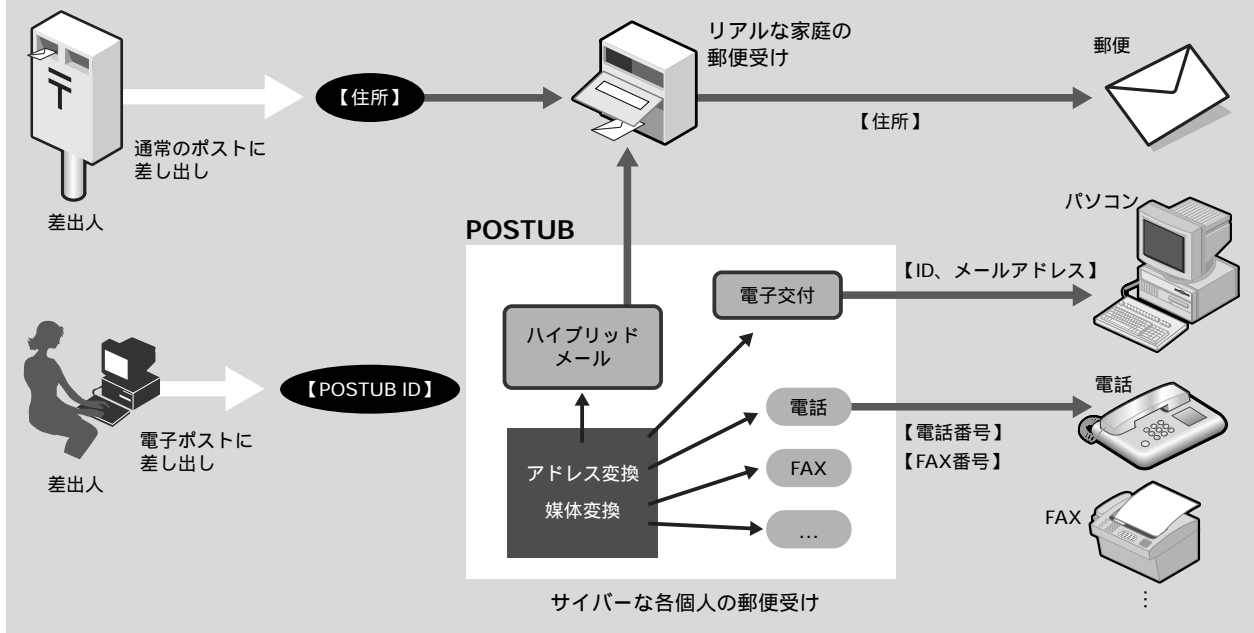 リアルな家庭の
郵便受け
郵便
【住所】
【住所】
通常のポストに
差し出し
差出人
パソコン
POSTUB
【ID、メールアドレス】
電子交付
ハイブリッド
メール
【POSTUB ID】
電話
電話
【電話番号】
【FAX番号】
電子ポストに
差し出し
差出人
アドレス変換
媒体変換
FAX
…
FAX
⋮
サイバーな各個人の郵便受け